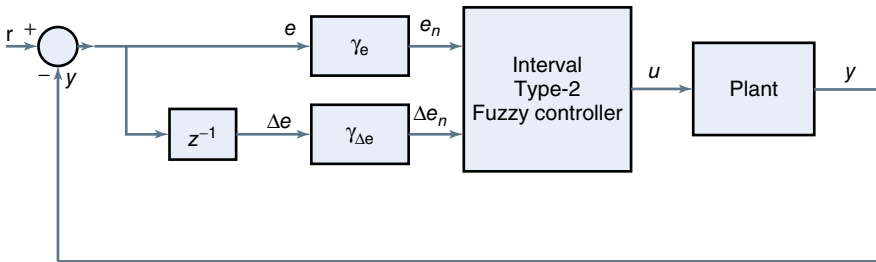 r
+
−
y
e
γe
en
z−1
Δe
γΔe
Δen
Interval
Type-2
Fuzzy controller
u
Plant
y